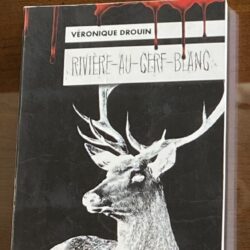 VÉRONIQUE DROUIN
RIVIÈRE-AU-CERF-BLANC